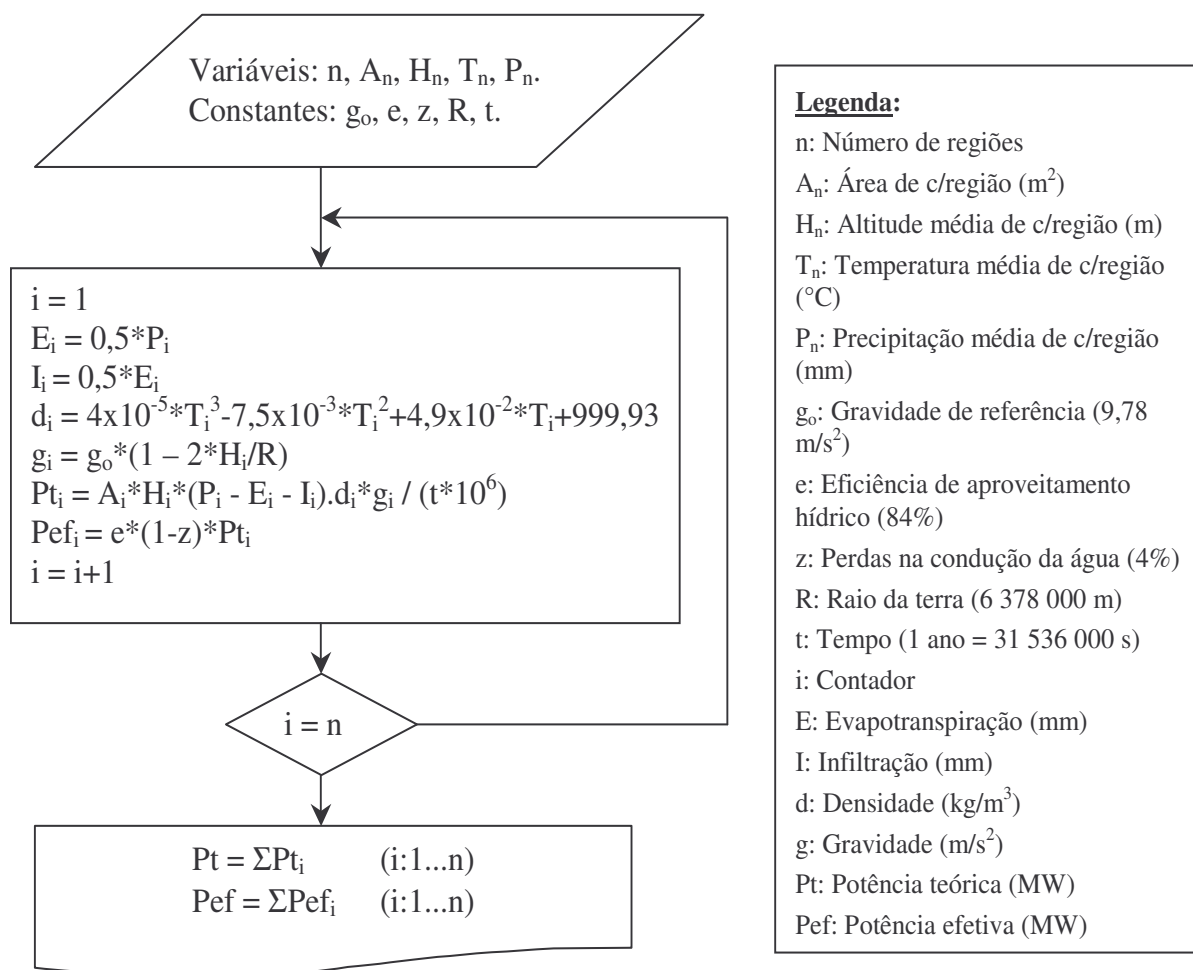 Variáveis: n, Aₙ, Hₙ, Tₙ, Pₙ.
Constantes: gₒ, e, z, R, t.
i = 1
Eᵢ = 0,5*Pᵢ
Iᵢ = 0,5*Eᵢ
dᵢ = 4x10⁻⁵*Tᵢ³-7,5x10⁻³*Tᵢ²+4,9x10⁻²*Tᵢ+999,93
gᵢ = gₒ*(1 – 2*Hᵢ/R)
Ptᵢ = Aᵢ*Hᵢ*(Pᵢ - Eᵢ - Iᵢ).dᵢ*gᵢ / (t*10⁶)
Pefᵢ = e*(1-z)*Ptᵢ
i = i+1
i = n
Pt = ΣPtᵢ (i:1...n)
Pef = ΣPefᵢ (i:1...n)
Legenda:
n: Número de regiões
Aₙ: Área de c/região (m²)
Hₙ: Altitude média de c/região (m)
Tₙ: Temperatura média de c/região
(°C)
Pₙ: Precipitação média de c/região
(mm)
gₒ: Gravidade de referência (9,78
m/s²)
e: Eficiência de aproveitamento
hídrico (84%)
z: Perdas na condução da água (4%)
R: Raio da terra (6 378 000 m)
t: Tempo (1 ano = 31 536 000 s)
i: Contador
E: Evapotranspiração (mm)
I: Infiltração (mm)
d: Densidade (kg/m³)
g: Gravidade (m/s²)
Pt: Potência teórica (MW)
Pef: Potência efetiva (MW)